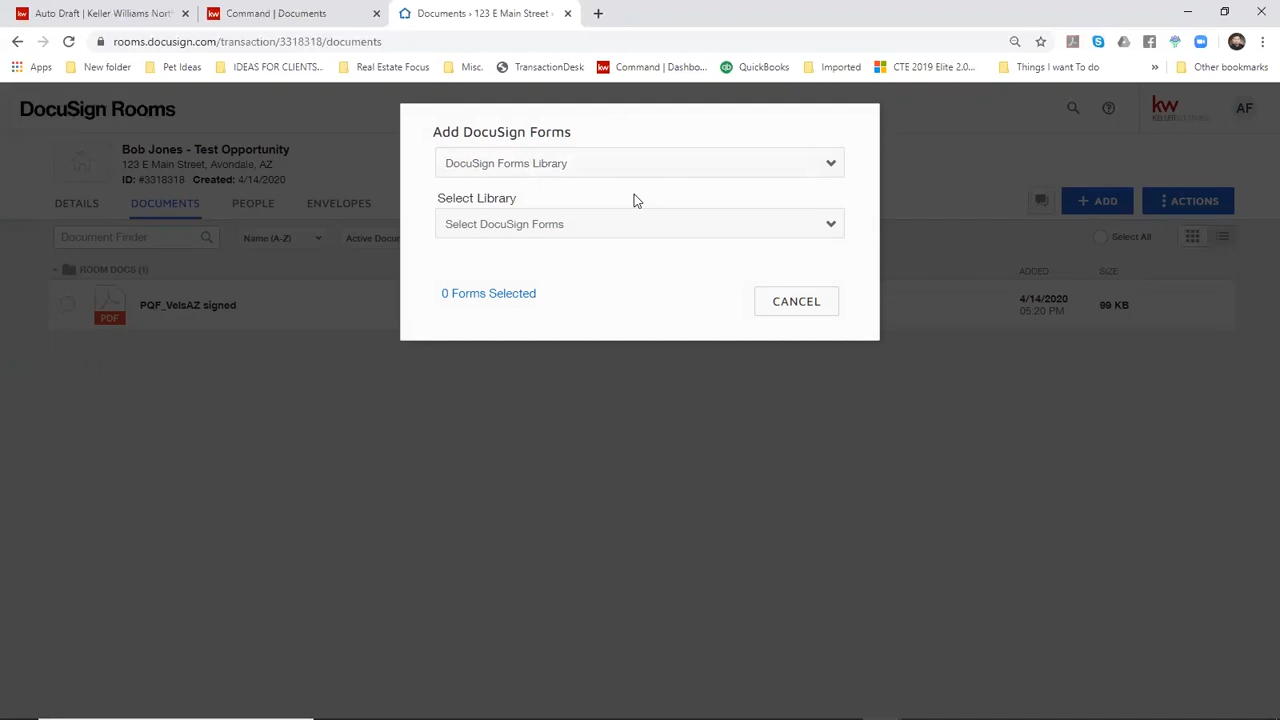 Auto Draft | Keller Williams North
Command | Documents
Documents › 123 E Main Street -
rooms.docusign.com/transaction/3318318/documents
Apps
New folder
Pet Ideas
IDEAS FOR CLIENTS...
Real Estate Focus
Misc.
TransactionDesk
kw Command | Dashbo...
QuickBooks
Imported
CTE 2019 Elite 2.0...
Things I want To do
»
Other bookmarks
DocuSign Rooms
kw
KELLERWILLIAMS
AF
Bob Jones - Test Opportunity
123 E Main Street, Avondale, AZ
ID: #3318318 Created: 4/14/2020
DETAILS
DOCUMENTS
PEOPLE
ENVELOPES
+ ADD
ACTIONS
Document Finder
Name (A-Z)
Active Docu
Select All
ROOM DOCS (1)
ADDED
SIZE
PDF
PQF_VelsAZ signed
4/14/2020
05:20 PM
99 KB
Add DocuSign Forms
DocuSign Forms Library
Select Library
Select DocuSign Forms
0 Forms Selected
CANCEL